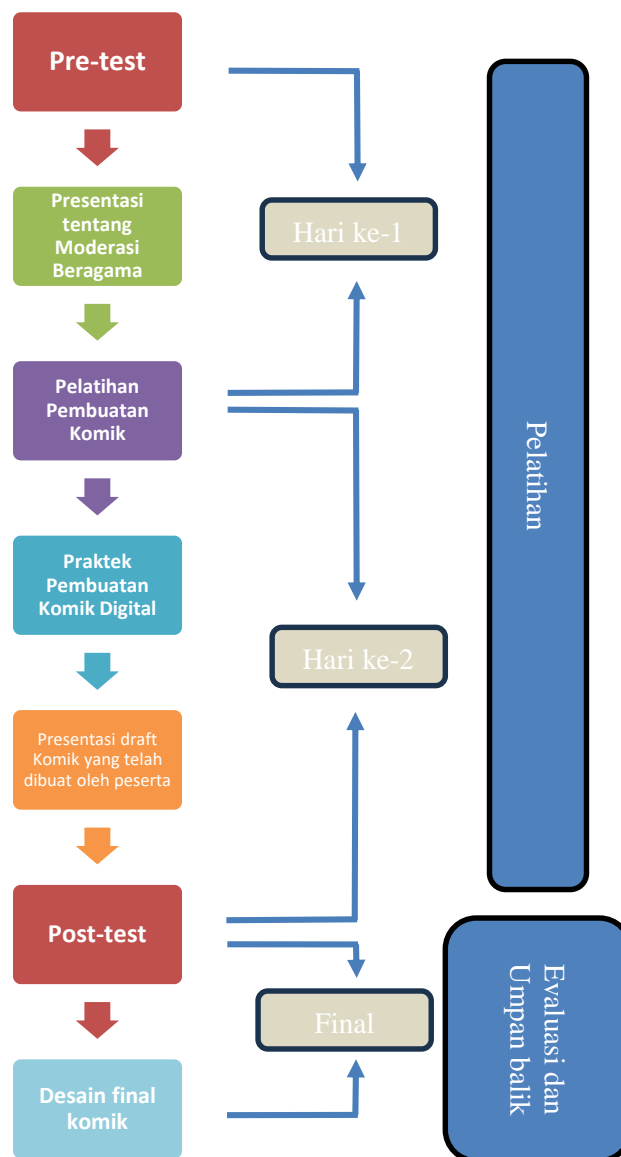 Pre-test
Presentasi
tentang
Moderasi
Beragama
Pelatihan
Pembuatan
Komik
Praktek
Pembuatan
Komik Digital
Presentasi draft
Komik yang telah
dibuat oleh peserta
Post-test
Desain final
komik
Hari ke-1
Hari ke-2
Final
Pelatihan
Evaluasi dan
Umpan balik